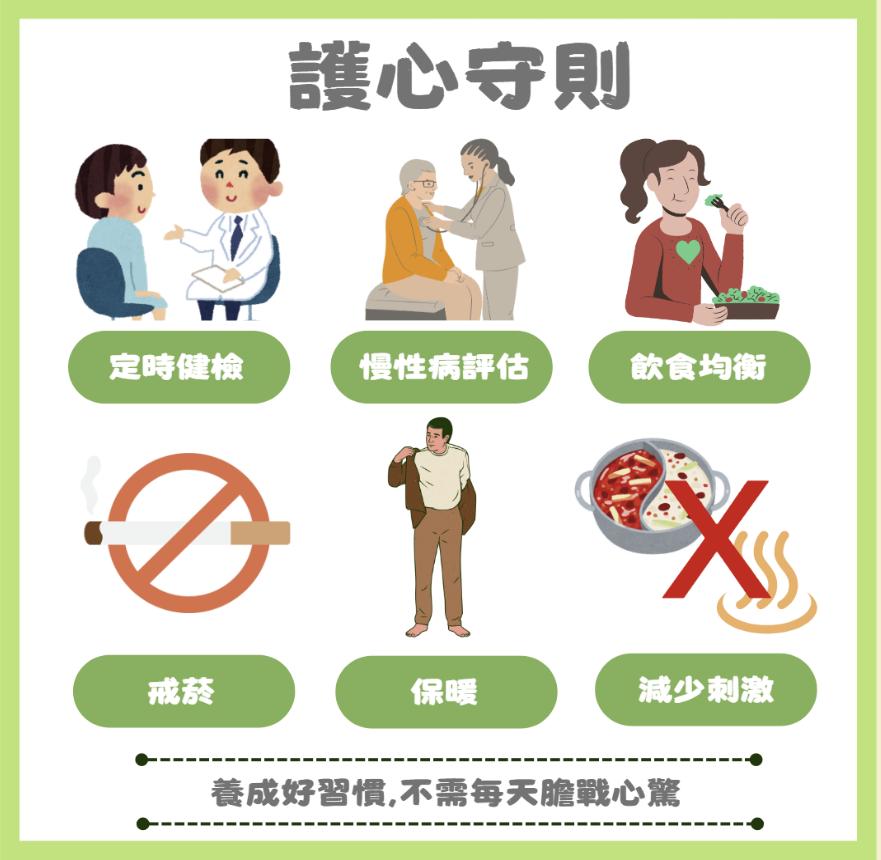 護心守則
定時健檢
慢性病評估
飲食均衡
戒菸
保暖
減少刺激
養成好習慣,不需每天膽戰心驚